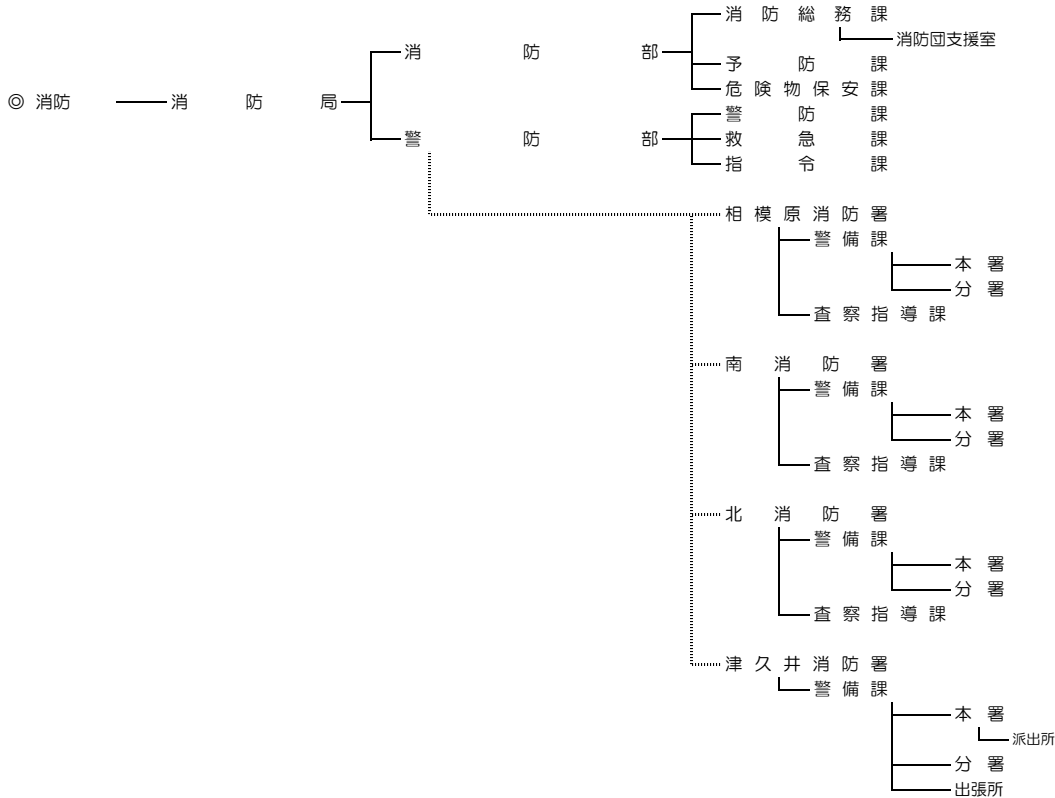 消防総務課
消防団支援室
消防部
予防課
危険物保安課
◎ 消防 消防局
警防課
警防部 救急課
指令課
相模原消防署
警備課
本署
分署
査察指導課
南消防署
警備課
本署
分署
査察指導課
北消防署
警備課
本署
分署
査察指導課
津久井消防署
警備課
本署
派出所
分署
出張所